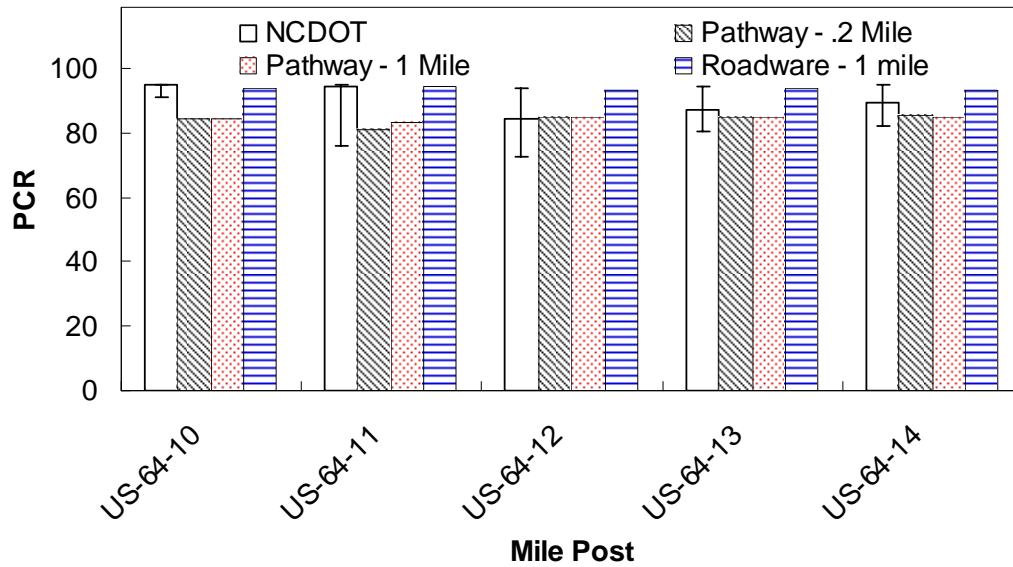 NCDOT
Pathway - .2 Mile
Pathway - 1 Mile
Roadware - 1 mile
100
80
60
40
20
0
PCR
US-64-10
US-64-11
US-64-12
US-64-13
US-64-14
Mile Post